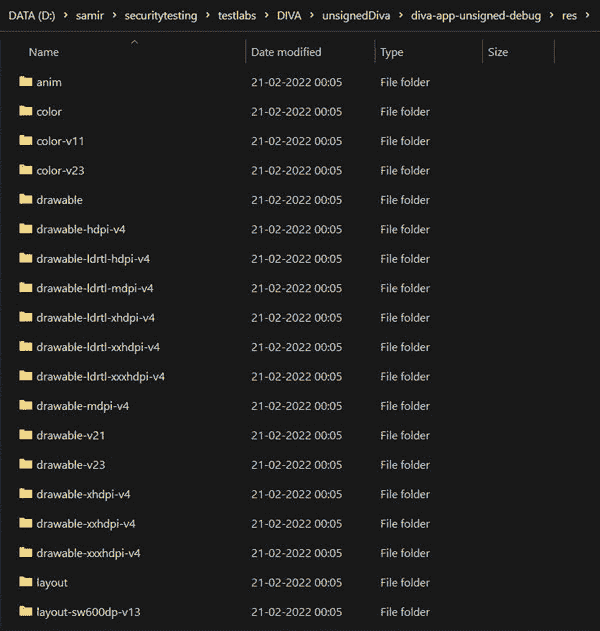 DATA (D:) > samir > securitytesting > testlabs > DIVA > unsignedDiva > diva-app-unsigned-debug > res >
Name Date modified Type Size
anim 21-02-2022 00:05 File folder
color 21-02-2022 00:05 File folder
color-v11 21-02-2022 00:05 File folder
color-v23 21-02-2022 00:05 File folder
drawable 21-02-2022 00:05 File folder
drawable-hdpi-v4 21-02-2022 00:05 File folder
drawable-ldrtl-hdpi-v4 21-02-2022 00:05 File folder
drawable-ldrtl-mdpi-v4 21-02-2022 00:05 File folder
drawable-ldrtl-xhdpi-v4 21-02-2022 00:05 File folder
drawable-ldrtl-xxhdpi-v4 21-02-2022 00:05 File folder
drawable-ldrtl-xxxhdpi-v4 21-02-2022 00:05 File folder
drawable-mdpi-v4 21-02-2022 00:05 File folder
drawable-v21 21-02-2022 00:05 File folder
drawable-v23 21-02-2022 00:05 File folder
drawable-xhdpi-v4 21-02-2022 00:05 File folder
drawable-xxhdpi-v4 21-02-2022 00:05 File folder
drawable-xxxhdpi-v4 21-02-2022 00:05 File folder
layout 21-02-2022 00:05 File folder
layout-sw600dp-v13 21-02-2022 00:05 File folder